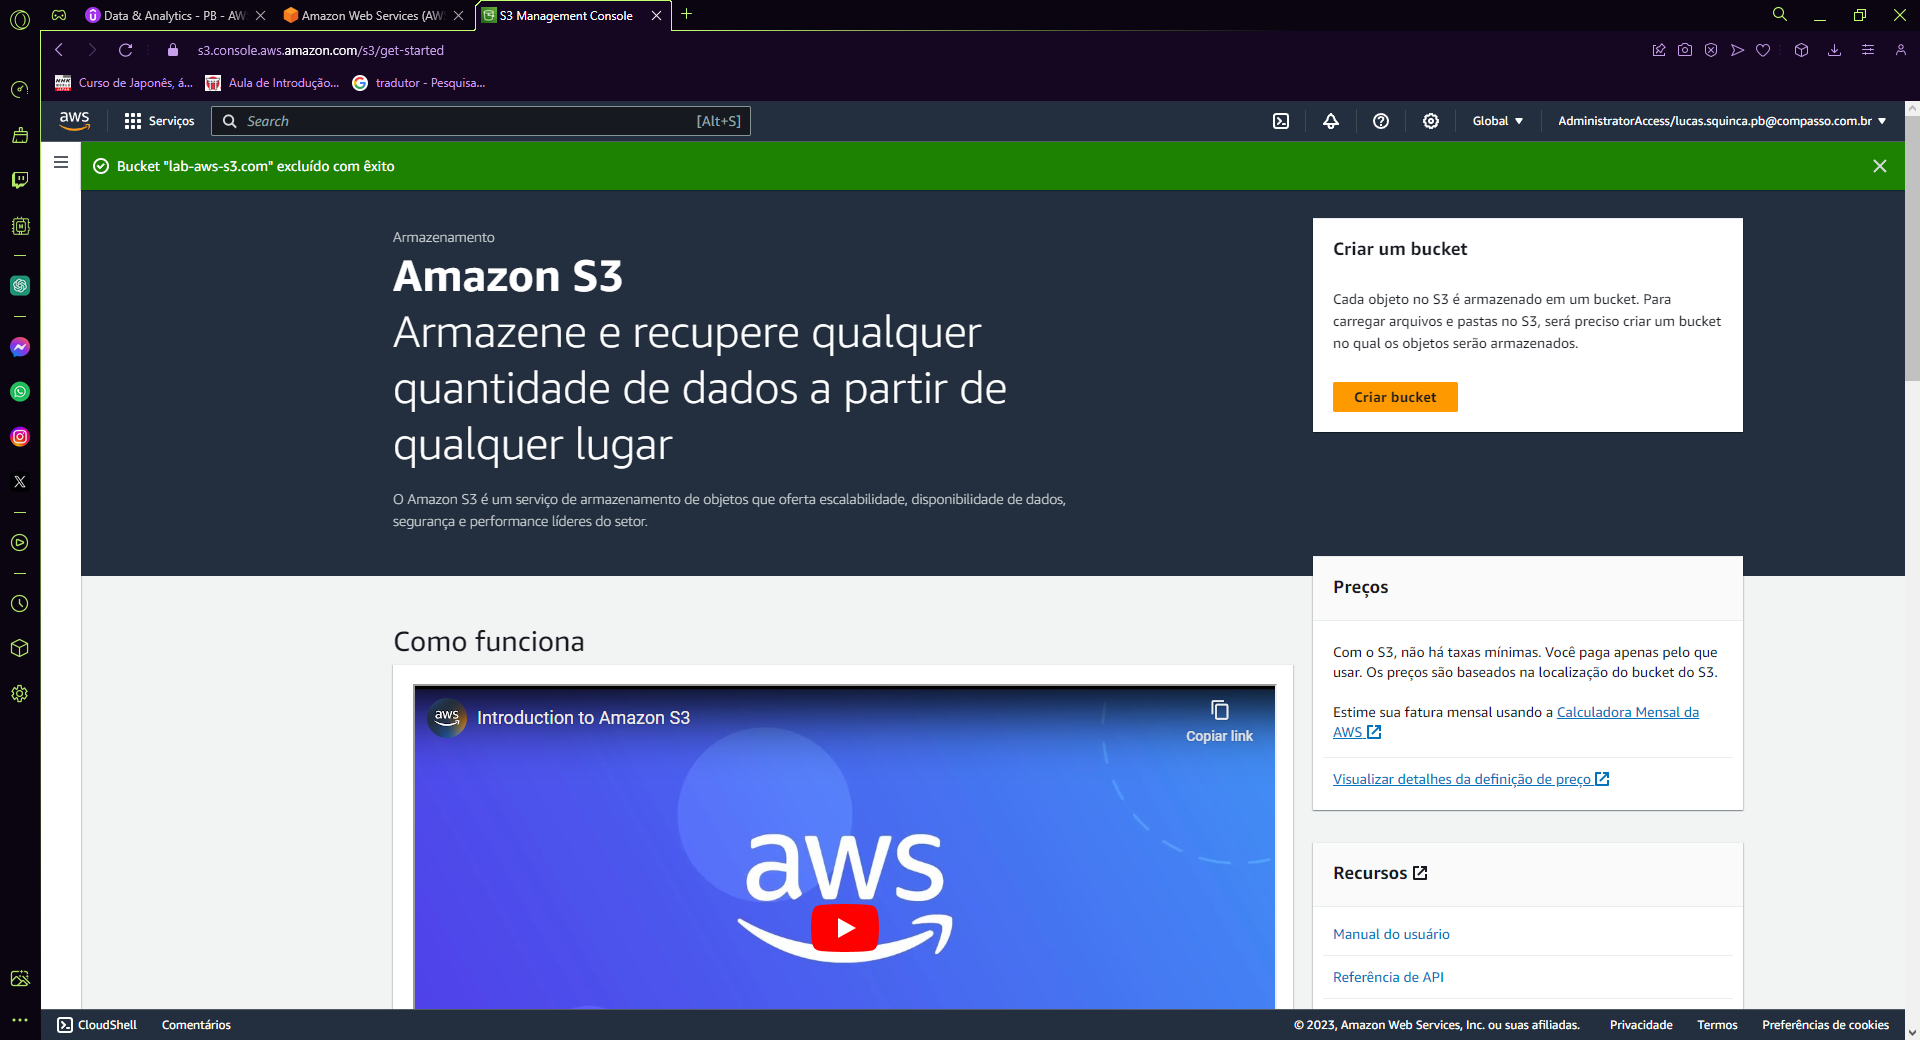 Data & Analytics - PB - AW
Amazon Web Services (AW
S3 Management Console
s3.console.aws.amazon.com/s3/get-started
Curso de Japonês, á...
Aula de Introdução...
tradutor - Pesquisa...
aws
Serviços
Search
[Alt+S]
Global
AdministratorAccess/lucas.squinca.pb@compasso.com.br
Bucket "lab-aws-s3.com" excluído com êxito
Armazenamento
Amazon S3
Armazene e recupere qualquer
quantidade de dados a partir de
qualquer lugar
O Amazon S3 é um serviço de armazenamento de objetos que oferta escalabilidade, disponibilidade de dados,
segurança e performance líderes do setor.
Criar um bucket
Cada objeto no S3 é armazenado em um bucket. Para
carregar arquivos e pastas no S3, será preciso criar um bucket
no qual os objetos serão armazenados.
Criar bucket
Preços
Com o S3, não há taxas mínimas. Você paga apenas pelo que
usar. Os preços são baseados na localização do bucket do S3.
Estime sua fatura mensal usando a Calculadora Mensal da
AWS
Visualizar detalhes da definição de preço
Como funciona
aws
Introduction to Amazon S3
Copiar link
aws
Recursos
Manual do usuário
Referência de API
CloudShell
Comentários
© 2023, Amazon Web Services, Inc. ou suas afiliadas.
Privacidade
Termos
Preferências de cookies